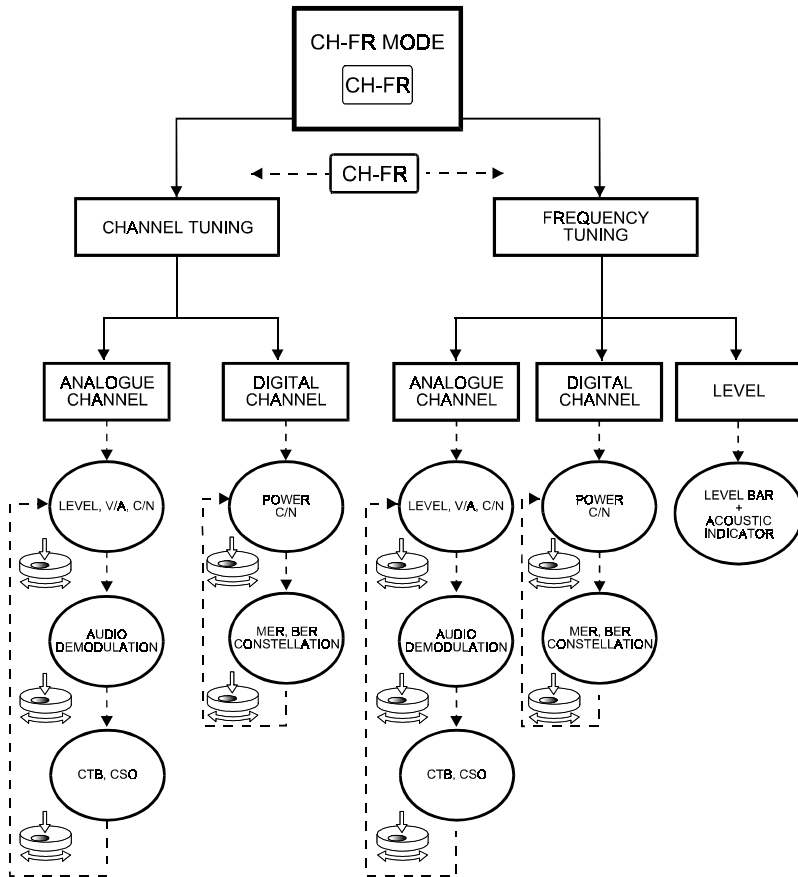 CH-FR MODE
CH-FR
CH-FR
CHANNEL TUNING
FREQUENCY
TUNING
ANALOGUE
CHANNEL
DIGITAL
CHANNEL
ANALOGUE
CHANNEL
DIGITAL
CHANNEL
LEVEL
LEVEL, V/A, C/N
POWER
C/N
LEVEL, V/A, C/N
POWER
C/N
LEVEL BAR
+
ACOUSTIC
INDICATOR
AUDIO
DEMODULATION
MER, BER
CONSTELLATION
AUDIO
DEMODULATION
MER, BER
CONSTELLATION
CTB, CSO
CTB, CSO